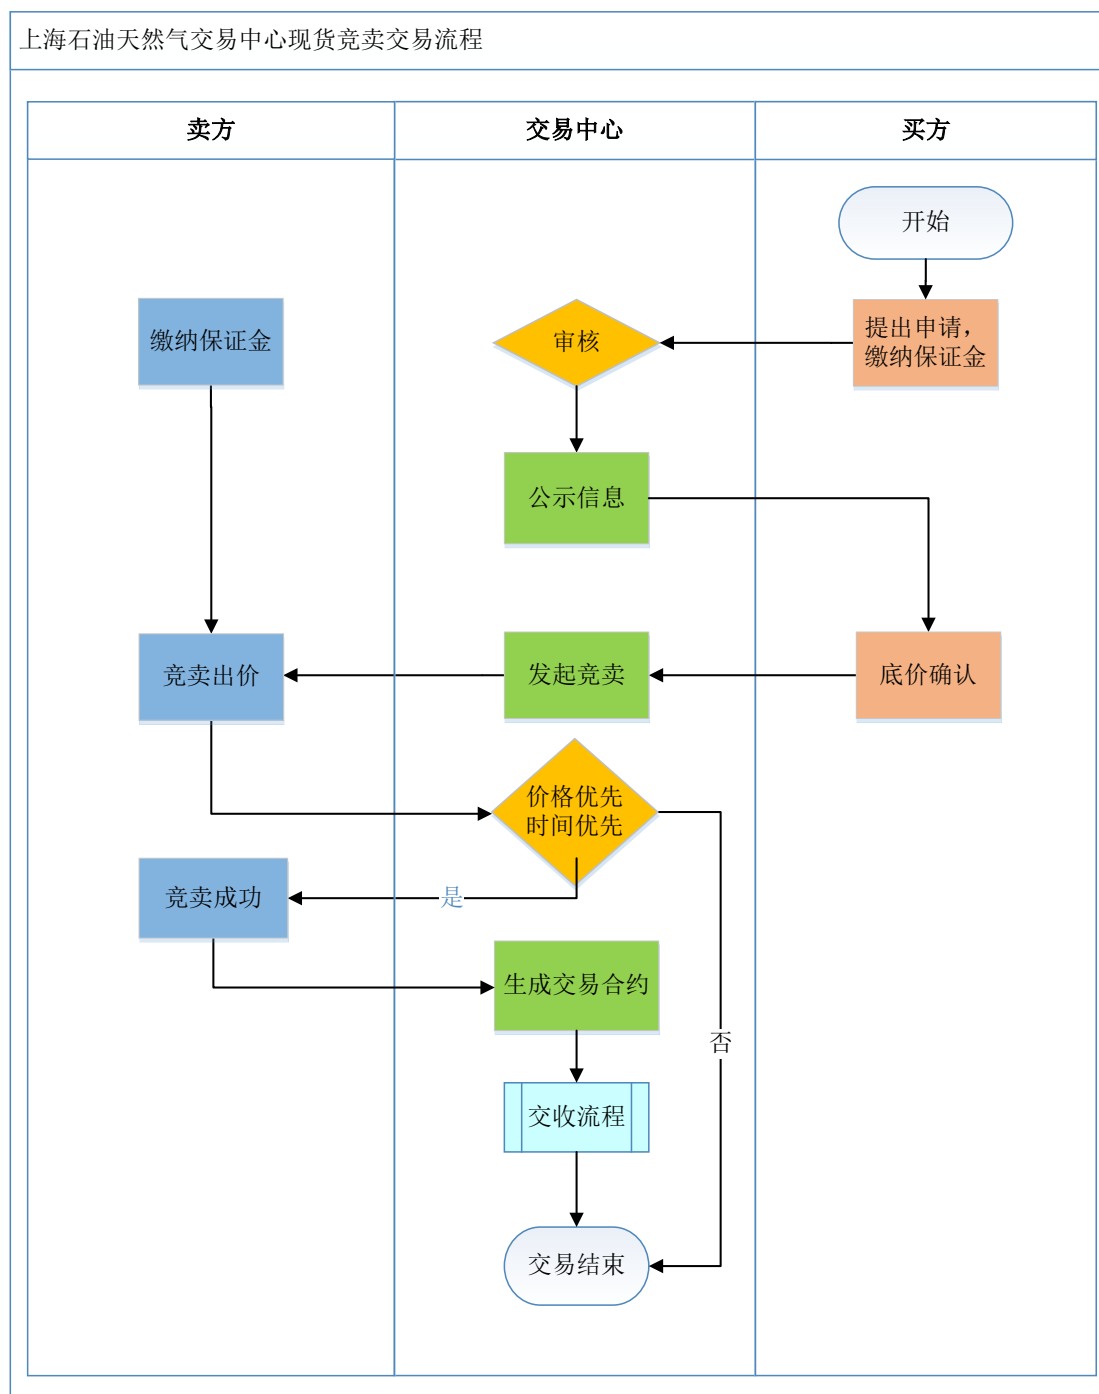 上海石油天然气交易中心现货竞卖交易流程
卖方
交易中心
买方
开始
缴纳保证金
审核
提出申请，
缴纳保证金
公示信息
竞卖出价
发起竞卖
底价确认
价格优先
时间优先
竞卖成功
是
生成交易合约
否
交收流程
交易结束